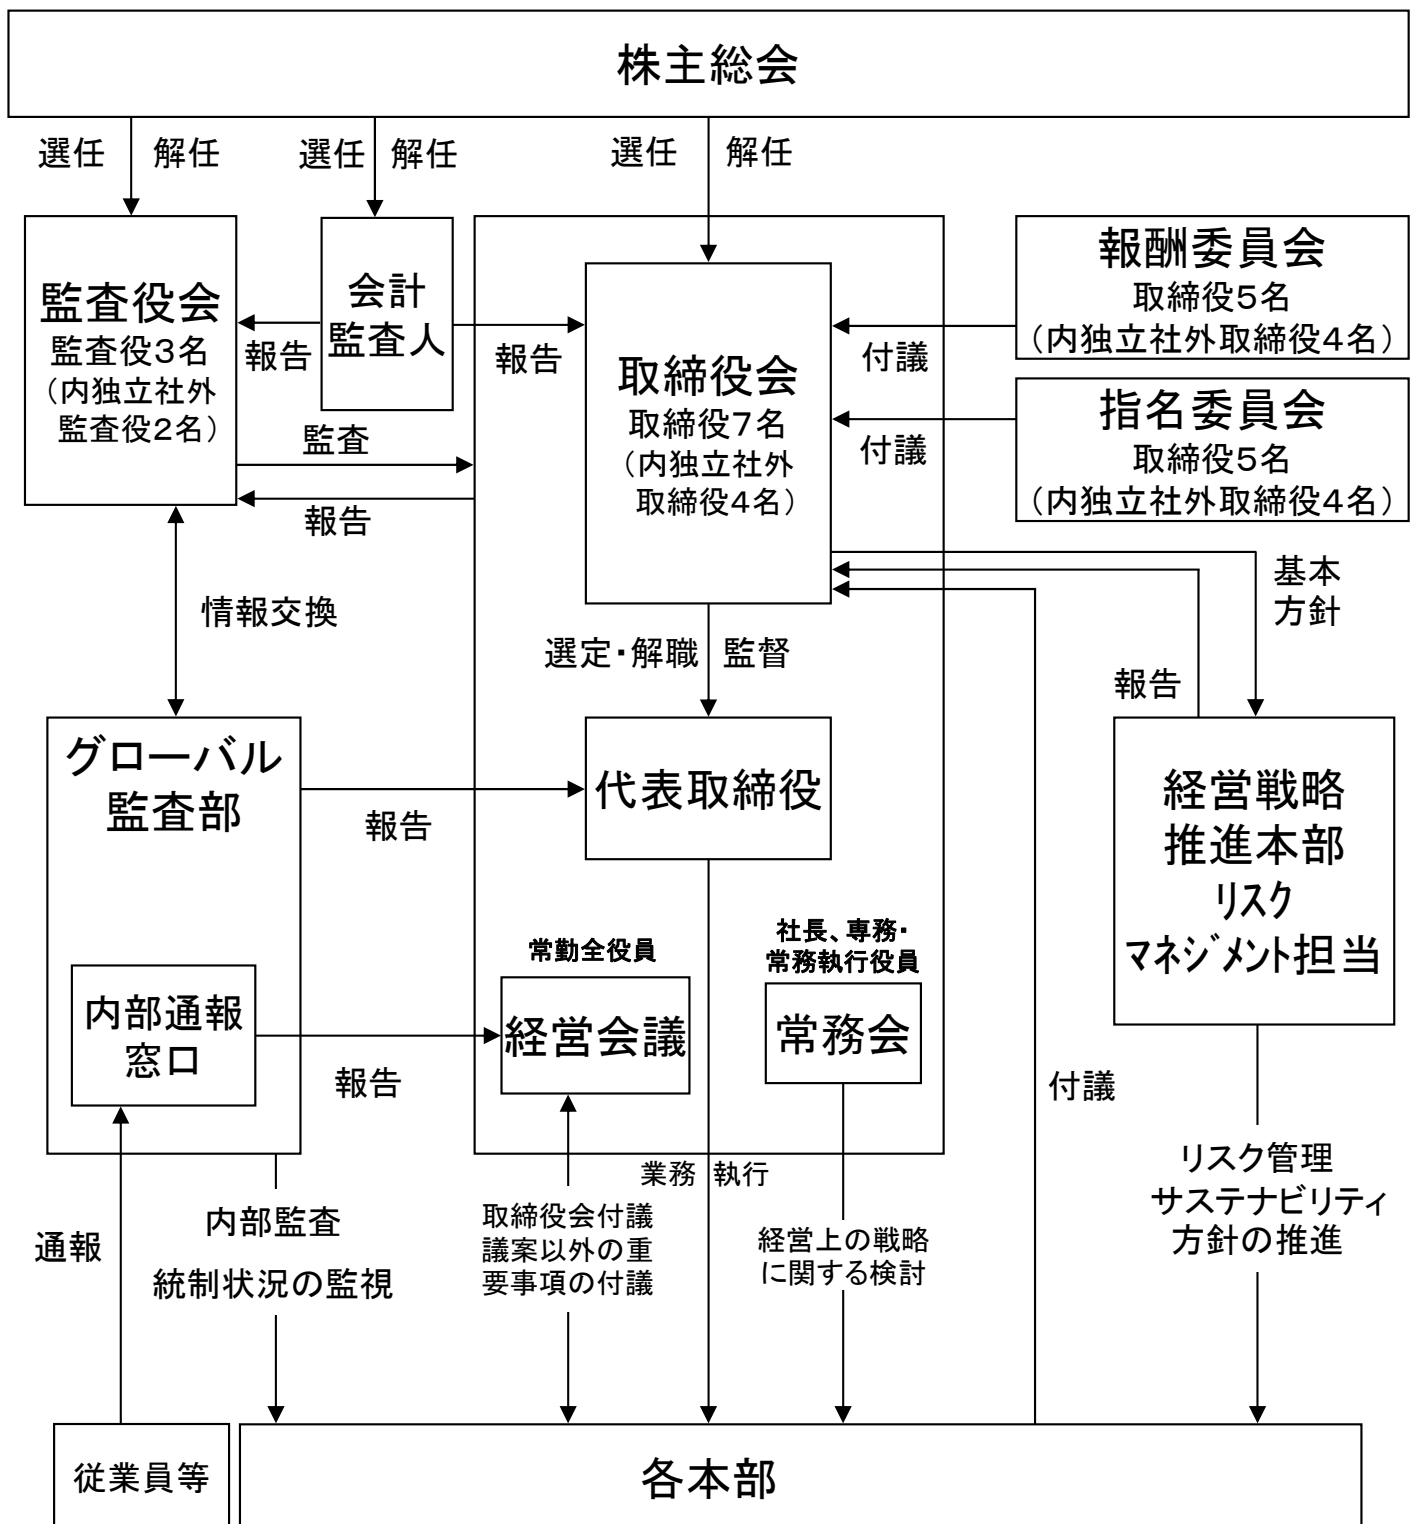 株主総会
選任
解任
選任
解任
選任
解任
監査役会
監査役3名
（内独立社外
監査役2名）
会計
監査人
報告
報告
監査
報告
取締役会
取締役7名
（内独立社外
取締役4名）
報酬委員会
取締役5名
（内独立社外取締役4名）
付議
指名委員会
取締役5名
（内独立社外取締役4名）
付議
基本
方針
報告
情報交換
選定・解職
監督
グローバル
監査部
報告
代表取締役
経営戦略
推進本部
リスク
マネジメント担当
常勤全役員
経営会議
社長、専務・
常務執行役員
常務会
内部通報
窓口
報告
付議
業務
執行
リスク管理
サステナビリティ
方針の推進
通報
内部監査
統制状況の監視
取締役会付議
議案以外の重
要事項の付議
経営上の戦略
に関する検討
従業員等
各本部